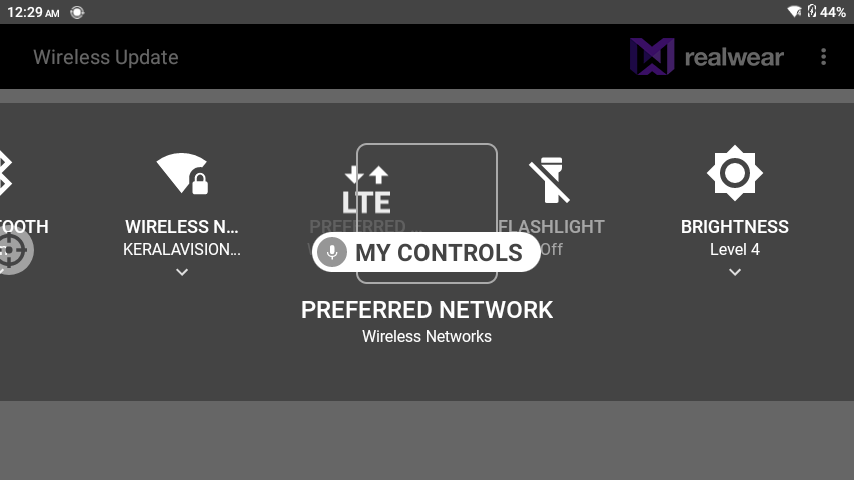 12:29 AM
44%
Wireless Update
realwear
LTE
TOOTH
WIRELESS N...
PREFERRED ...
FLASHLIGHT
BRIGHTNESS
KERALAVISION...
Off
Level 4
MY CONTROLS
PREFERRED NETWORK
Wireless Networks